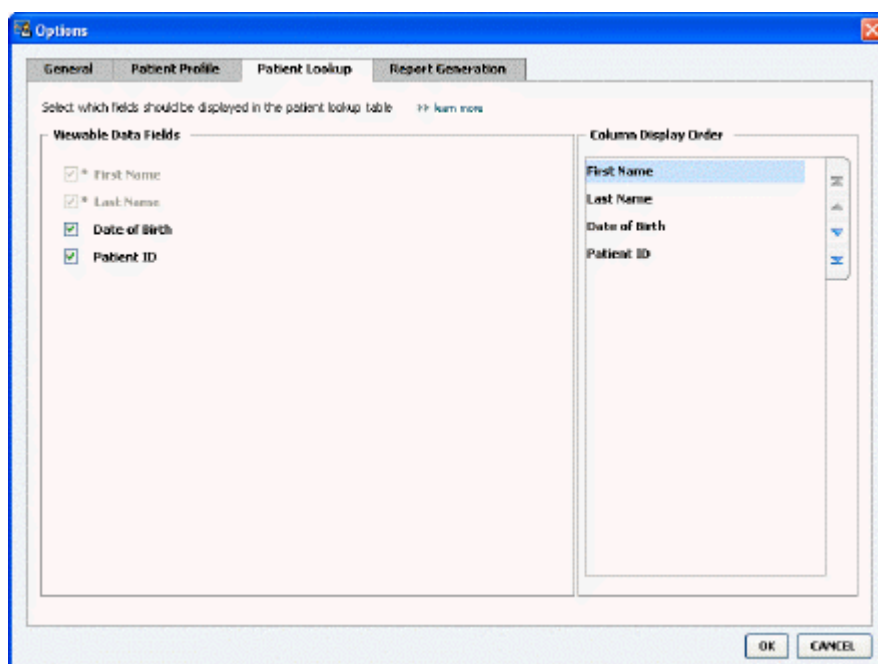 Options
General Patient Profile Patient Lookup Report Generation
Select which fields should be displayed in the patient lookup table >> learn more
Viewable Data Fields
Column Display Order
* First Name
* Last Name
Date of Birth
Patient ID
First Name
Last Name
Date of Birth
Patient ID
OK CANCEL